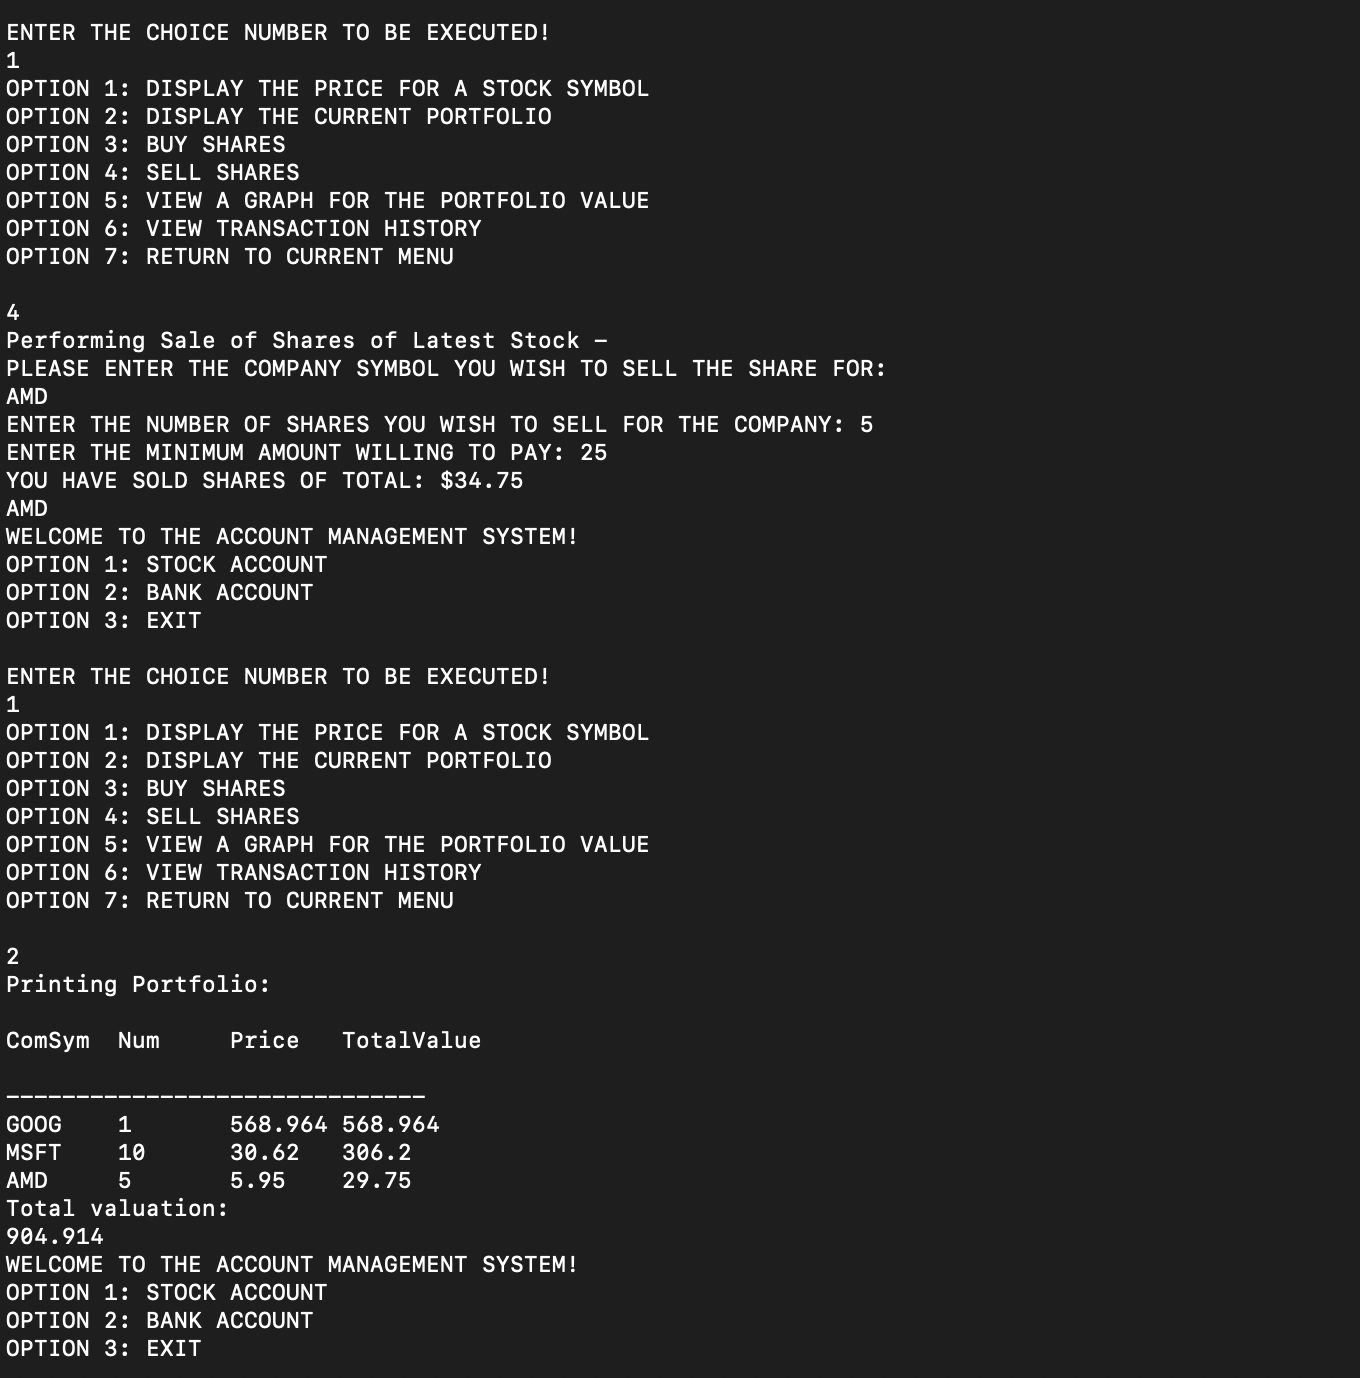 ENTER THE CHOICE NUMBER TO BE EXECUTED!
1
OPTION 1: DISPLAY THE PRICE FOR A STOCK SYMBOL
OPTION 2: DISPLAY THE CURRENT PORTFOLIO
OPTION 3: BUY SHARES
OPTION 4: SELL SHARES
OPTION 5: VIEW A GRAPH FOR THE PORTFOLIO VALUE
OPTION 6: VIEW TRANSACTION HISTORY
OPTION 7: RETURN TO CURRENT MENU
4
Performing Sale of Shares of Latest Stock –
PLEASE ENTER THE COMPANY SYMBOL YOU WISH TO SELL THE SHARE FOR:
AMD
ENTER THE NUMBER OF SHARES YOU WISH TO SELL FOR THE COMPANY: 5
ENTER THE MINIMUM AMOUNT WILLING TO PAY: 25
YOU HAVE SOLD SHARES OF TOTAL: $34.75
AMD
WELCOME TO THE ACCOUNT MANAGEMENT SYSTEM!
OPTION 1: STOCK ACCOUNT
OPTION 2: BANK ACCOUNT
OPTION 3: EXIT
ENTER THE CHOICE NUMBER TO BE EXECUTED!
1
OPTION 1: DISPLAY THE PRICE FOR A STOCK SYMBOL
OPTION 2: DISPLAY THE CURRENT PORTFOLIO
OPTION 3: BUY SHARES
OPTION 4: SELL SHARES
OPTION 5: VIEW A GRAPH FOR THE PORTFOLIO VALUE
OPTION 6: VIEW TRANSACTION HISTORY
OPTION 7: RETURN TO CURRENT MENU
2
Printing Portfolio:
ComSym Num Price TotalValue
------------------------------
GOOG 1 568.964 568.964
MSFT 10 30.62 306.2
AMD 5 5.95 29.75
Total valuation:
904.914
WELCOME TO THE ACCOUNT MANAGEMENT SYSTEM!
OPTION 1: STOCK ACCOUNT
OPTION 2: BANK ACCOUNT
OPTION 3: EXIT